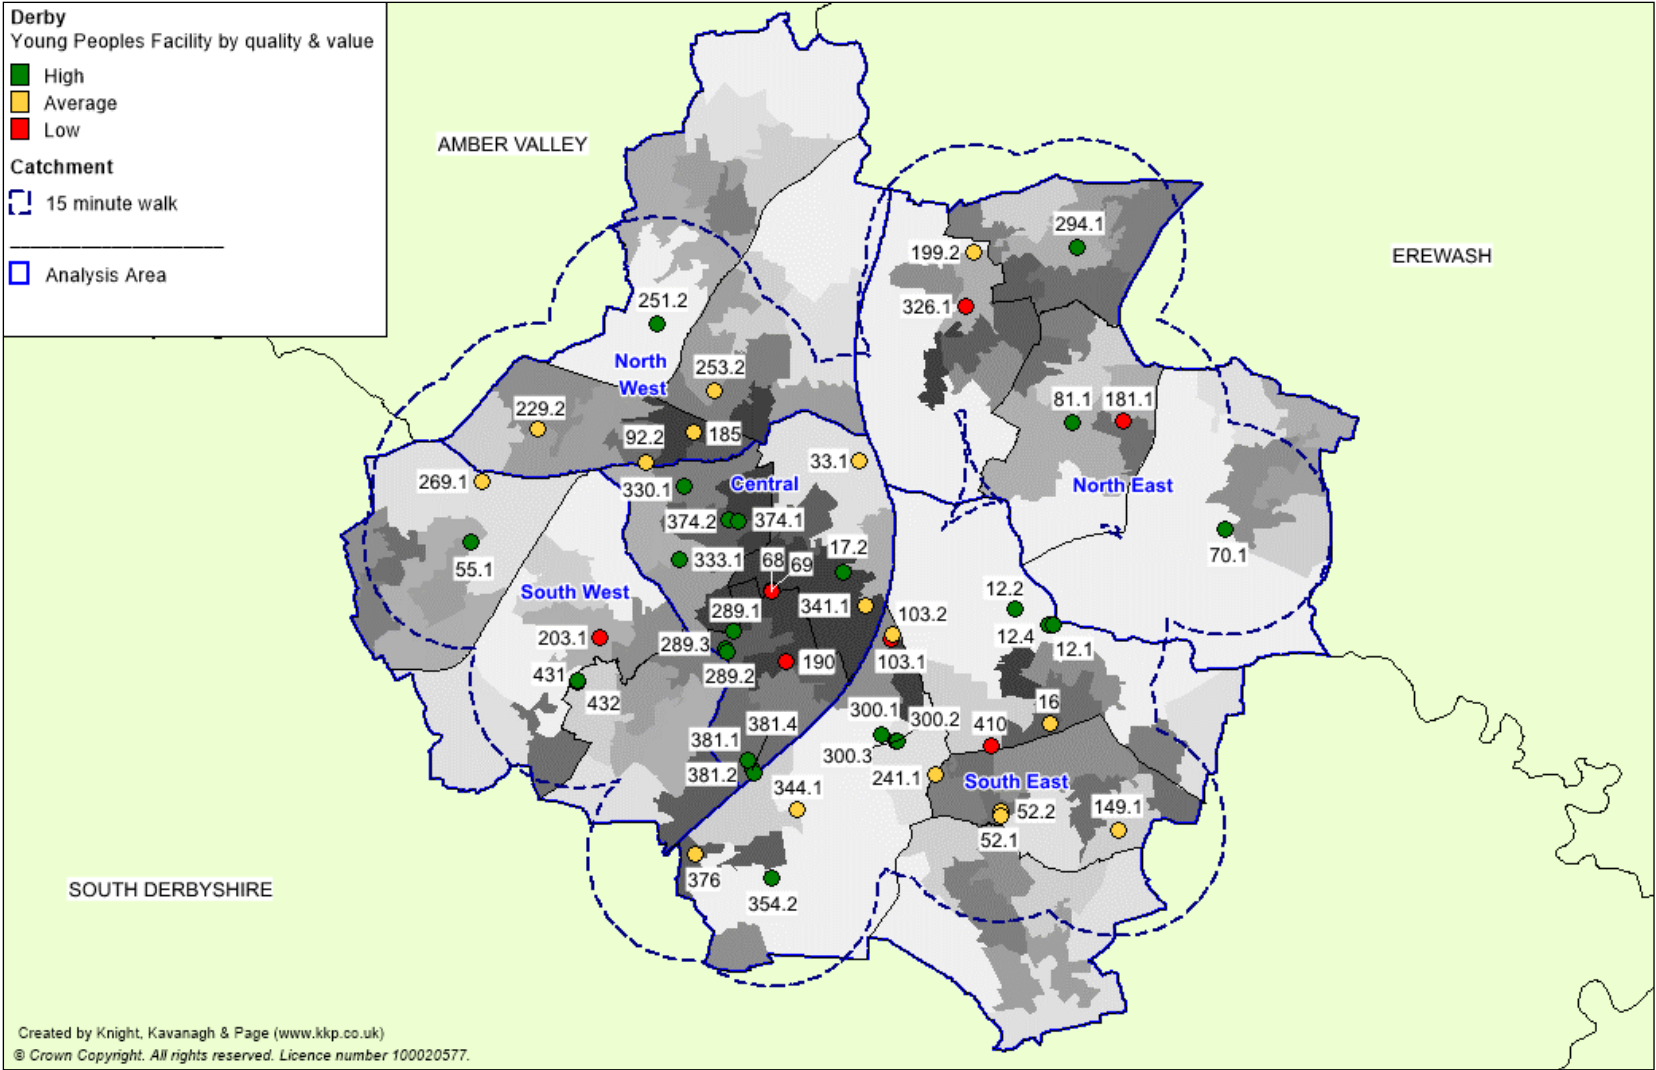 Derby
Young Peoples Facility by quality & value
High
Average
Low
Catchment
15 minute walk
Analysis Area
AMBER VALLEY
EREWASH
294.1
199.2
326.1
251.2
North
West
253.2
229.2
92.2
185
81.1
181.1
33.1
269.1
330.1
Central
North East
374.2
374.1
17.2
70.1
55.1
333.1
68
69
South West
12.2
289.1
341.1
103.2
203.1
289.3
12.4
12.1
190
103.1
431
289.2
432
300.1
300.2
16
410
381.4
381.1
300.3
381.2
241.1
South East
344.1
52.2
149.1
52.1
376
354.2
SOUTH DERBYSHIRE
Created by Knight, Kavanagh & Page (www.kkp.co.uk)
© Crown Copyright. All rights reserved. Licence number 100020577.